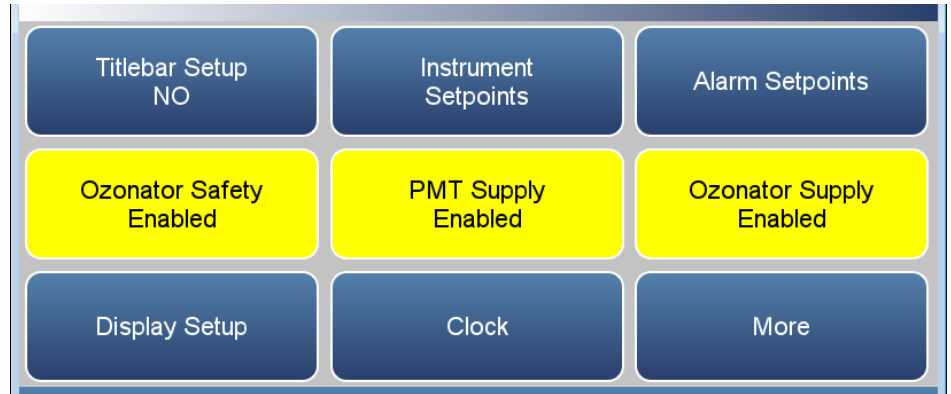 Titlebar Setup
NO
Instrument
Setpoints
Alarm Setpoints
Ozonator Safety
Enabled
PMT Supply
Enabled
Ozonator Supply
Enabled
Display Setup
Clock
More